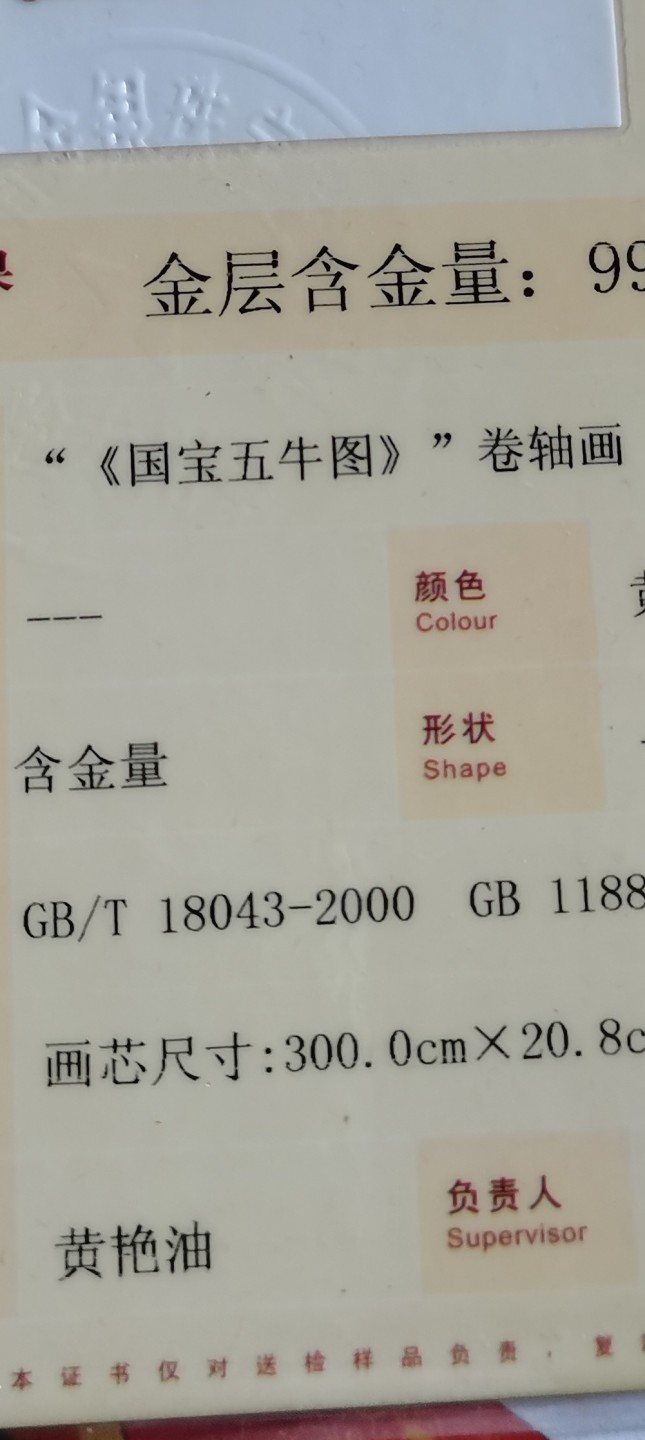 金层含金量：99
“《国宝五牛图》”卷轴画
---
颜色
Colour
形状
Shape
含金量
GB/T 18043-2000 GB 1188
画芯尺寸:300.0cm×20.8c
负责人
Supervisor
黄艳油
本证书仅对送检样品负责，复